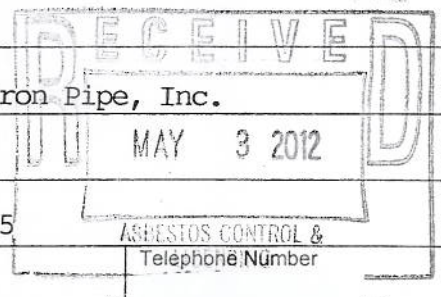 RECEIVED
ron Pipe, Inc.
MAY 3 2012
5
ASBESTOS CONTROL &
Telephone Number